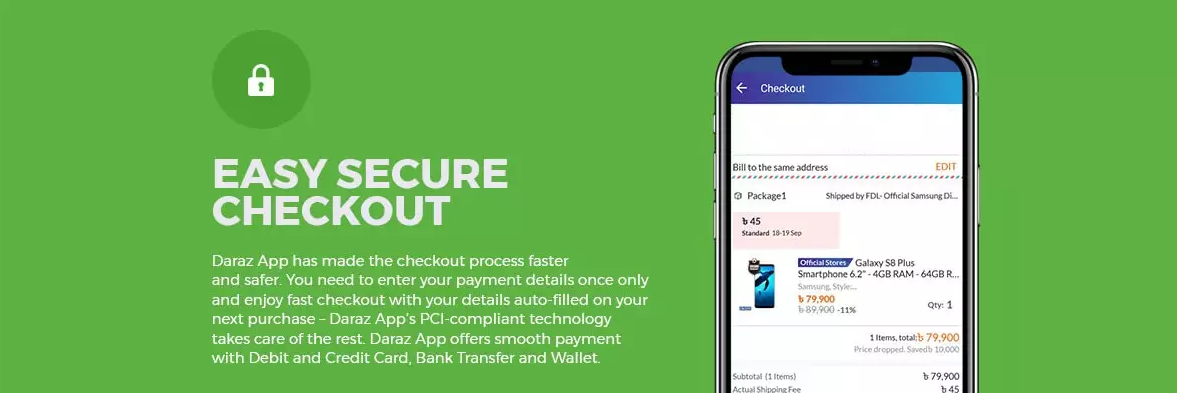 EASY SECURE
CHECKOUT
Daraz App has made the checkout process faster
and safer. You need to enter your payment details once only
and enjoy fast checkout with your details auto-filled on your
next purchase – Daraz App's PCI-compliant technology
takes care of the rest. Daraz App offers smooth payment
with Debit and Credit Card, Bank Transfer and Wallet.
Checkout
Bill to the same address EDIT
Package1 Shipped by FDL- Official Samsung Di...
৳ 45
Standard 18-19 Sep
Official Stores Galaxy S8 Plus
Smartphone 6.2" - 4GB RAM - 64GB R...
Samsung, Style:...
৳ 79,900
৳ 89,900 -11% Qty: 1
1 Items, total:৳ 79,900
Price dropped. Saved৳ 10,000
Subtotal (1 Items) ৳ 79,900
Actual Shipping Fee ৳ 45